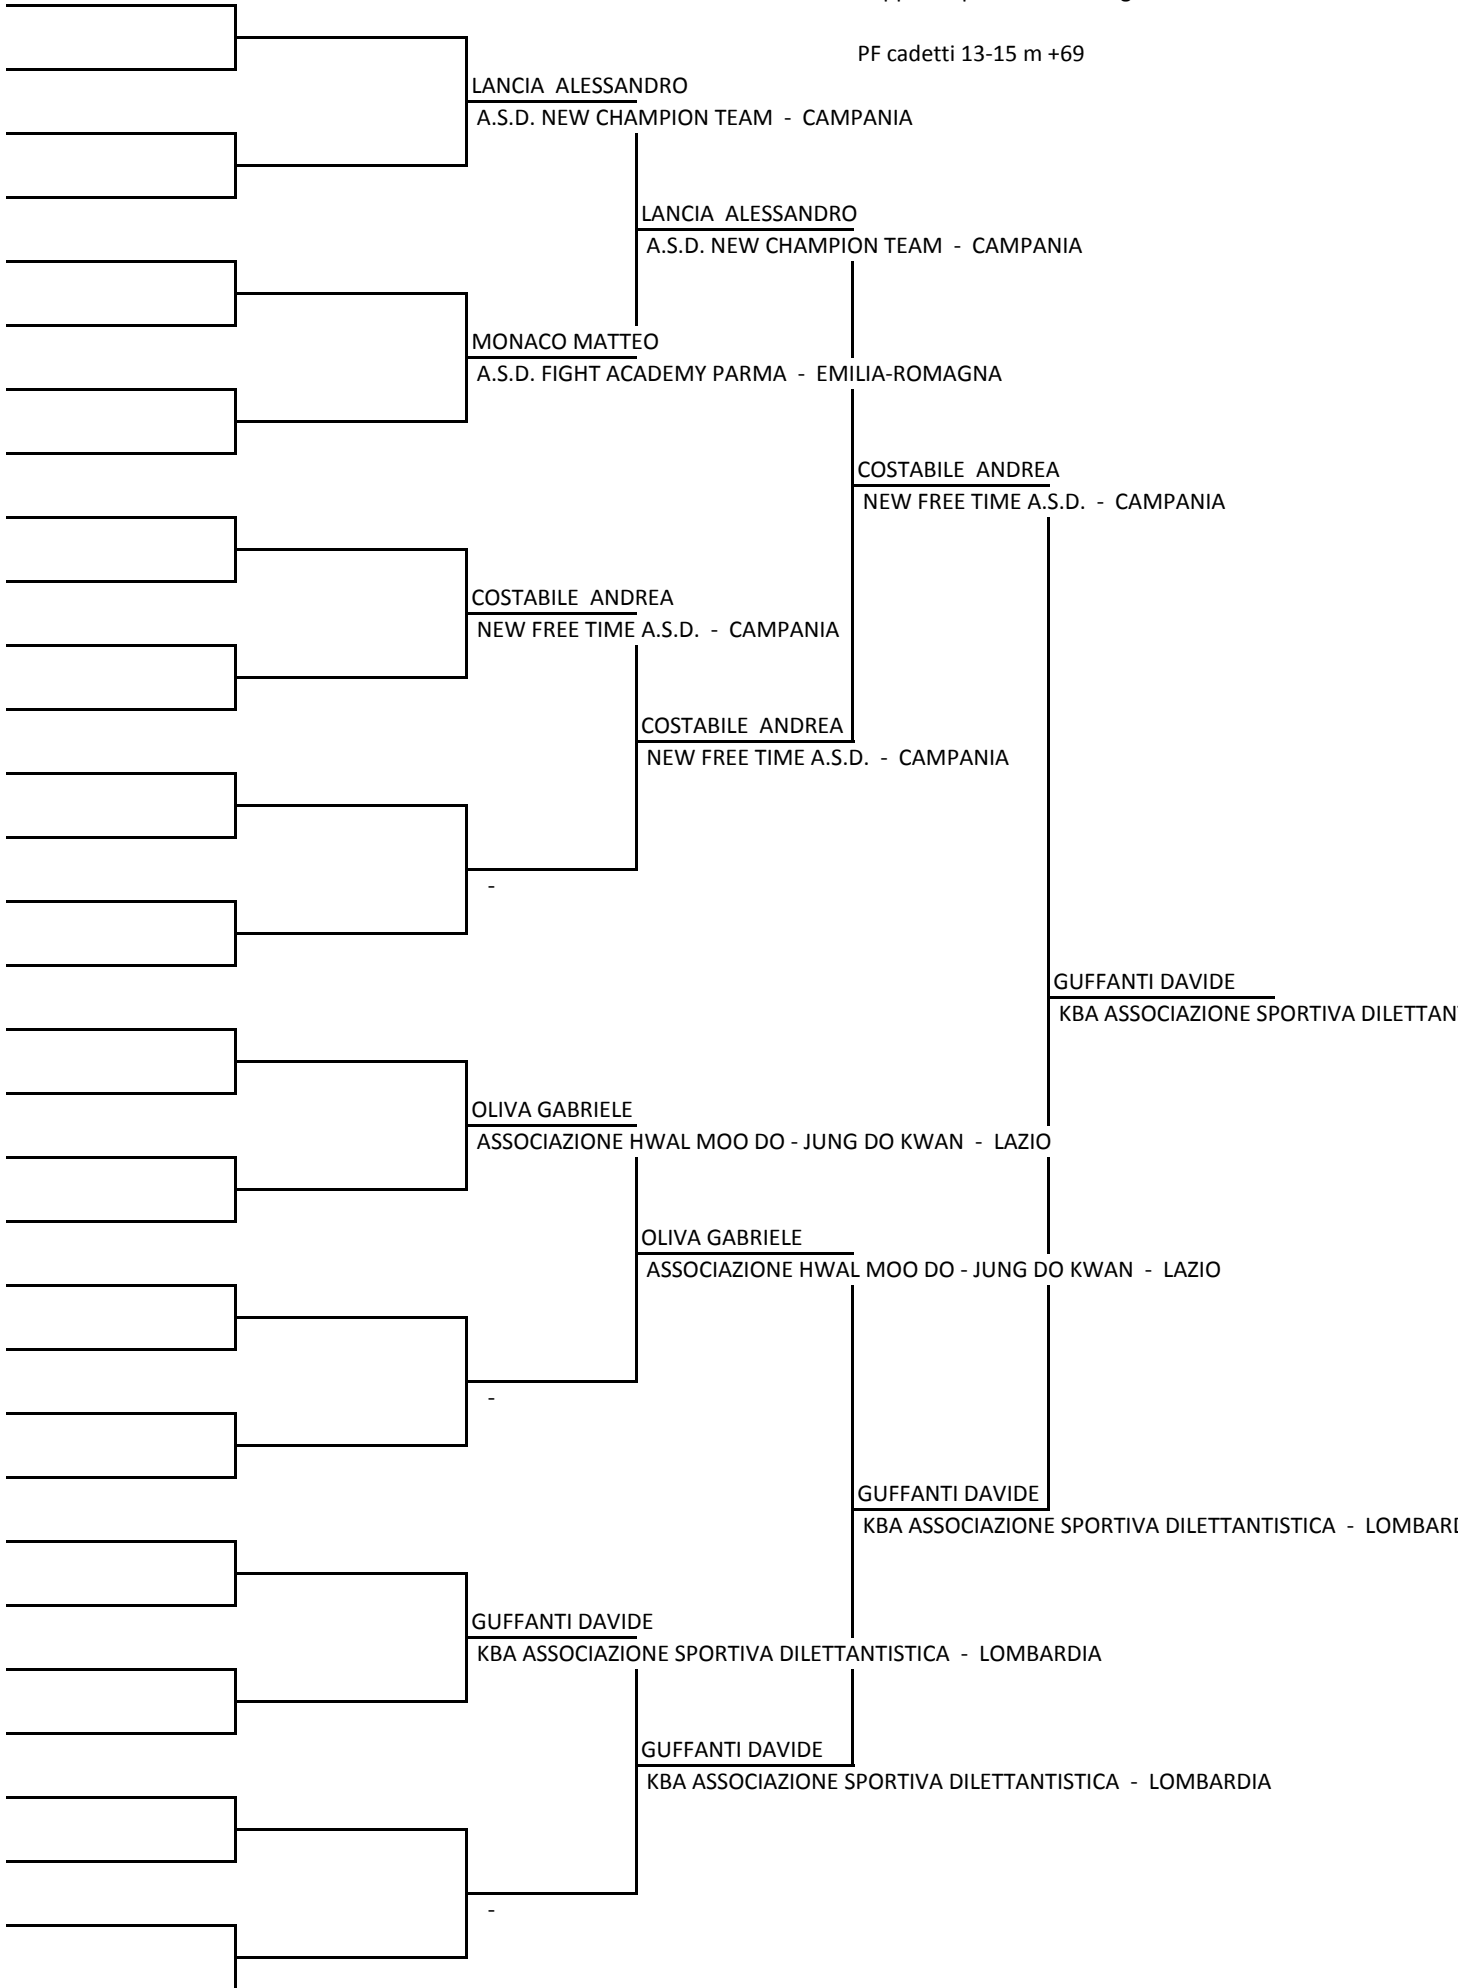 PF cadetti 13-15 m +69
LANCIA ALESSANDRO
A.S.D. NEW CHAMPION TEAM - CAMPANIA
LANCIA ALESSANDRO
A.S.D. NEW CHAMPION TEAM - CAMPANIA
MONACO MATTEO
A.S.D. FIGHT ACADEMY PARMA - EMILIA-ROMAGNA
COSTABILE ANDREA
NEW FREE TIME A.S.D. - CAMPANIA
COSTABILE ANDREA
NEW FREE TIME A.S.D. - CAMPANIA
COSTABILE ANDREA
NEW FREE TIME A.S.D. - CAMPANIA
-
GUFFANTI DAVIDE
KBA ASSOCIAZIONE SPORTIVA DILETTAN
OLIVA GABRIELE
ASSOCIAZIONE HWAL MOO DO - JUNG DO KWAN - LAZIO
OLIVA GABRIELE
ASSOCIAZIONE HWAL MOO DO - JUNG DO KWAN - LAZIO
-
GUFFANTI DAVIDE
KBA ASSOCIAZIONE SPORTIVA DILETTANTISTICA - LOMBARD
GUFFANTI DAVIDE
KBA ASSOCIAZIONE SPORTIVA DILETTANTISTICA - LOMBARDIA
GUFFANTI DAVIDE
KBA ASSOCIAZIONE SPORTIVA DILETTANTISTICA - LOMBARDIA
-